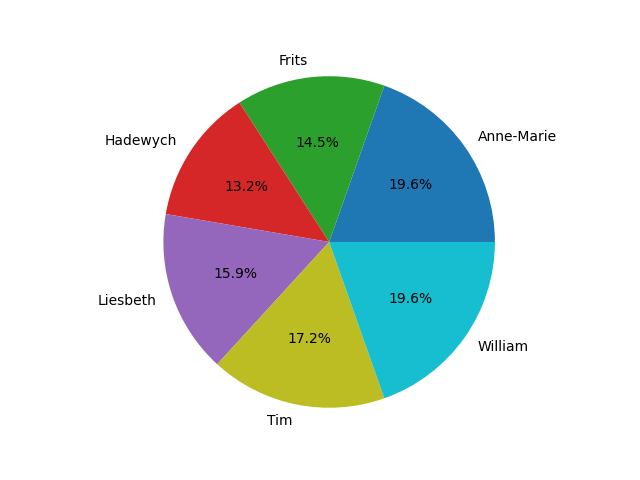 Frits
Anne-Marie
Hadewych
14.5%
19.6%
13.2%
15.9%
19.6%
Liesbeth
17.2%
William
Tim